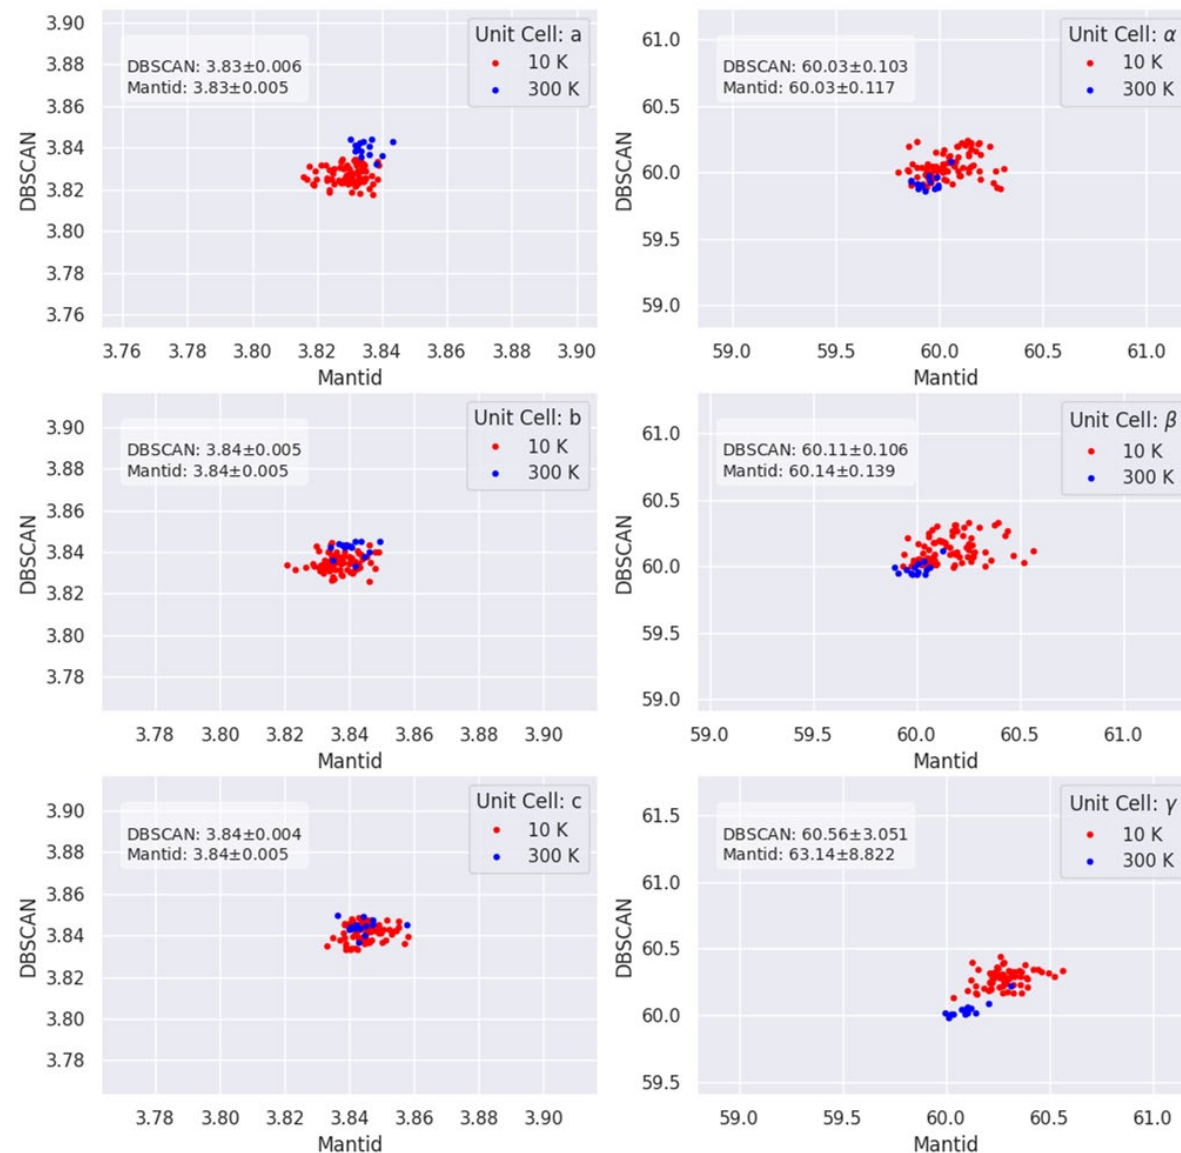 3.90
3.88
3.86
3.84
3.82
3.80
3.78
3.76
DBSCAN
DBSCAN: 3.83±0.006
Mantid: 3.83±0.005
Unit Cell: a
10 K
300 K
3.76 3.78 3.80 3.82 3.84 3.86 3.88 3.90
Mantid
61.0
60.5
60.0
59.5
59.0
DBSCAN
DBSCAN: 60.03±0.103
Mantid: 60.03±0.117
Unit Cell: α
10 K
300 K
59.0 59.5 60.0 60.5 61.0
Mantid
3.90
3.88
3.86
3.84
3.82
3.80
3.78
DBSCAN
DBSCAN: 3.84±0.005
Mantid: 3.84±0.005
Unit Cell: b
10 K
300 K
3.78 3.80 3.82 3.84 3.86 3.88 3.90
Mantid
61.0
60.5
60.0
59.5
59.0
DBSCAN
DBSCAN: 60.11±0.106
Mantid: 60.14±0.139
Unit Cell: β
10 K
300 K
59.0 59.5 60.0 60.5 61.0
Mantid
3.90
3.88
3.86
3.84
3.82
3.80
3.78
DBSCAN
DBSCAN: 3.84±0.004
Mantid: 3.84±0.005
Unit Cell: c
10 K
300 K
3.78 3.80 3.82 3.84 3.86 3.88 3.90
Mantid
61.5
61.0
60.5
60.0
59.5
DBSCAN
DBSCAN: 60.56±3.051
Mantid: 63.14±8.822
Unit Cell: γ
10 K
300 K
59.0 59.5 60.0 60.5 61.0
Mantid